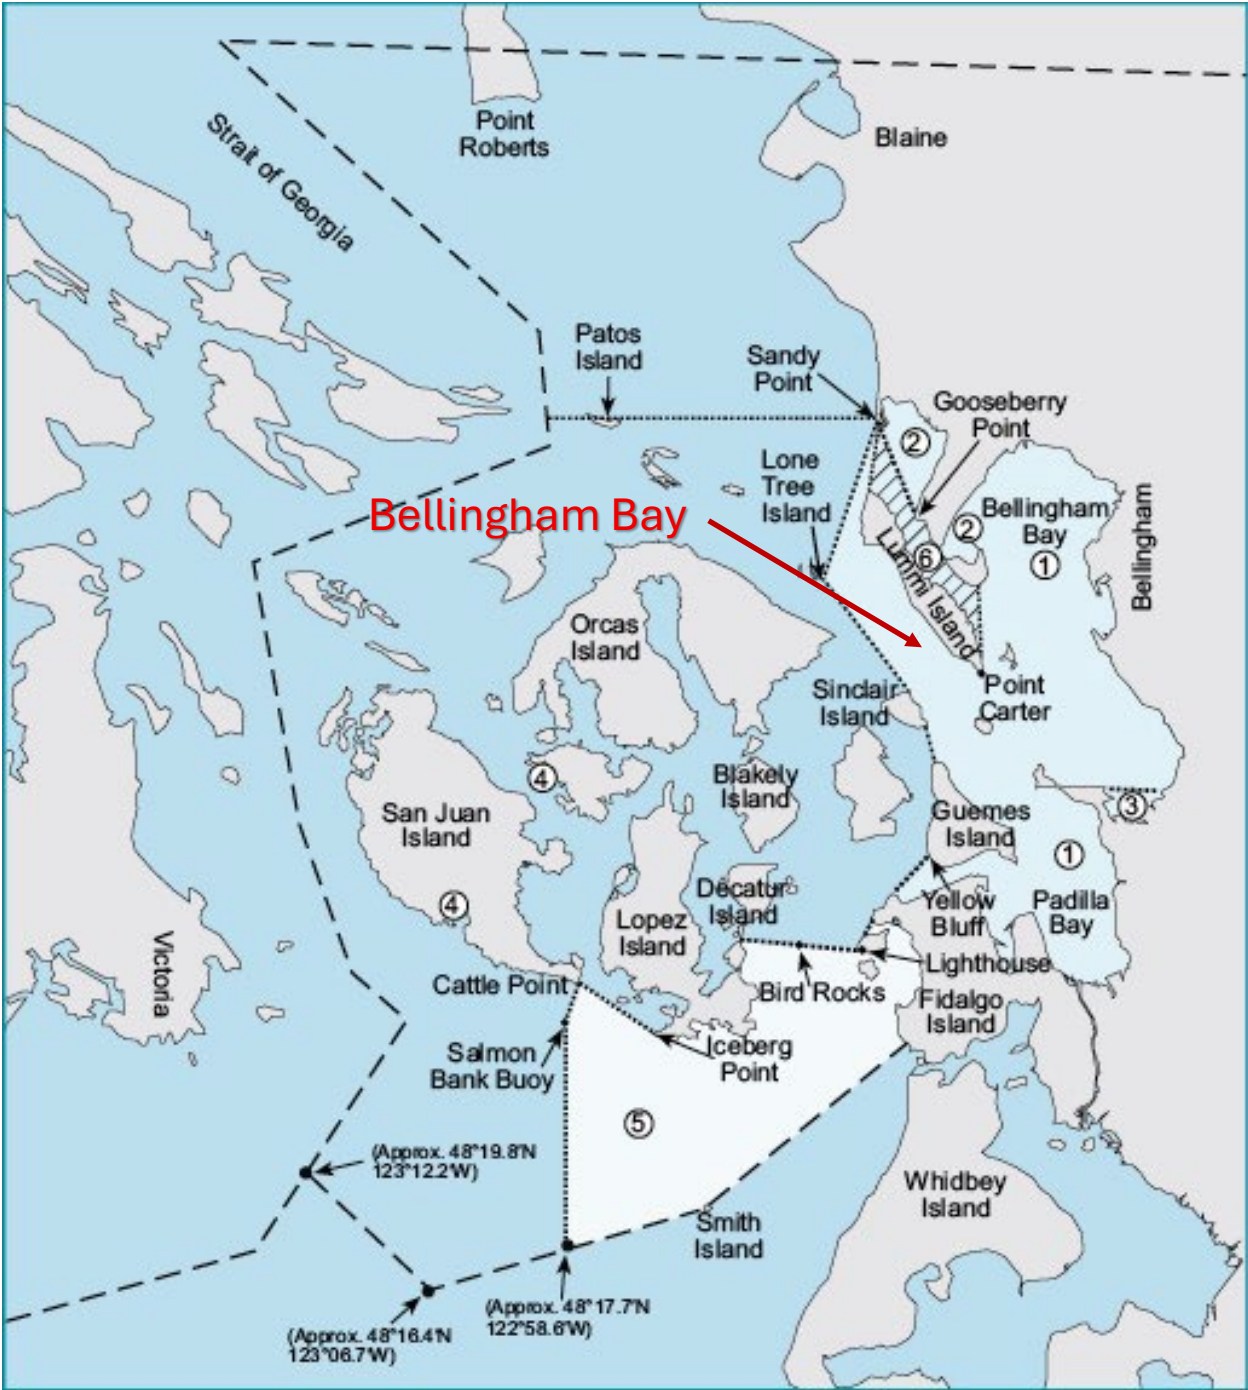 Point
Roberts
Blaine
Strait of Georgia
Patos
Island
Sandy
Point
Gooseberry
Point
②
Lone
Tree
Island
Bellingham Bay
Bellingham
Bay
①
②
Bellingham
⑥
Lummi Island
Orcas
Island
Sinclair
Island
Point
Carter
④
Blakely
Island
San Juan
Island
Guemes
Island
③
①
④
Decatur
Island
Lopez
Island
Yellow
Bluff
Padilla
Bay
Victoria
Cattle Point
Bird Rocks
Lighthouse
Fidalgo
Island
Salmon
Bank Buoy
Iceberg
Point
⑤
(Approx. 48°19.8'N
123°12.2'W)
Whidbey
Island
Smith
Island
(Approx. 48°17.7'N
122°58.6'W)
(Approx. 48°16.4'N
123°06.7'W)